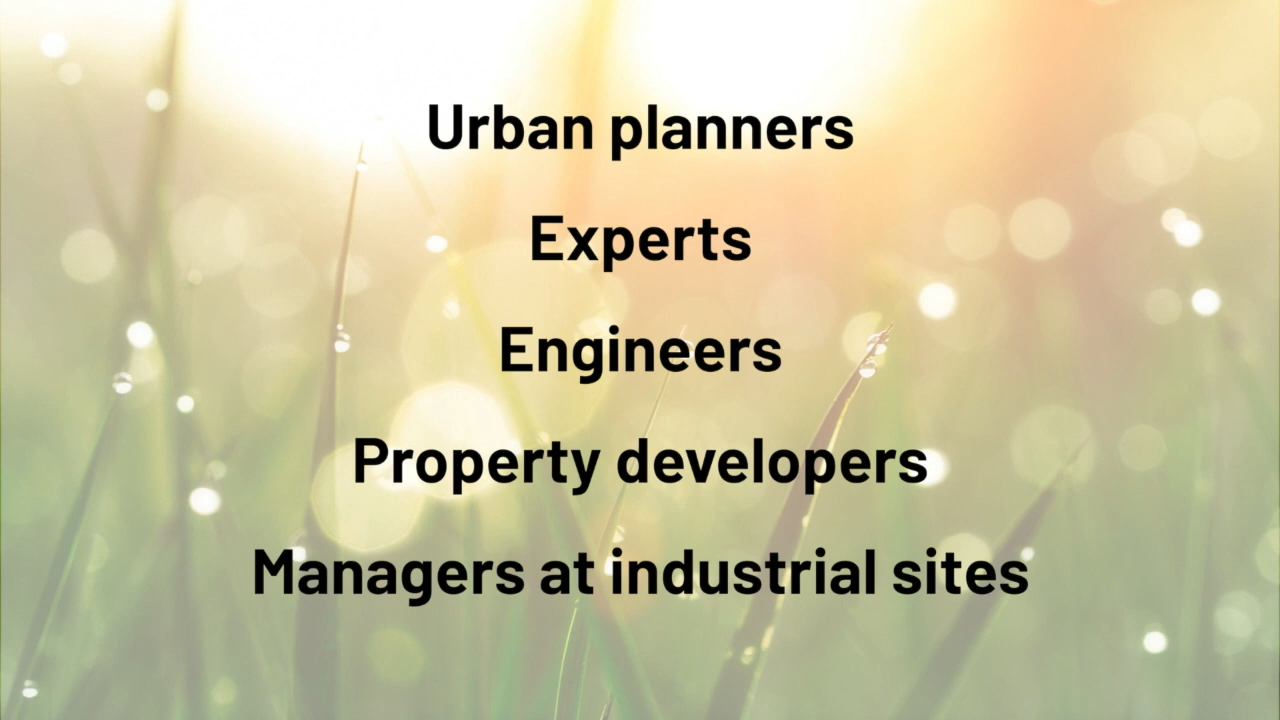 Urban planners
Experts
Engineers
Property developers
Managers at industrial sites